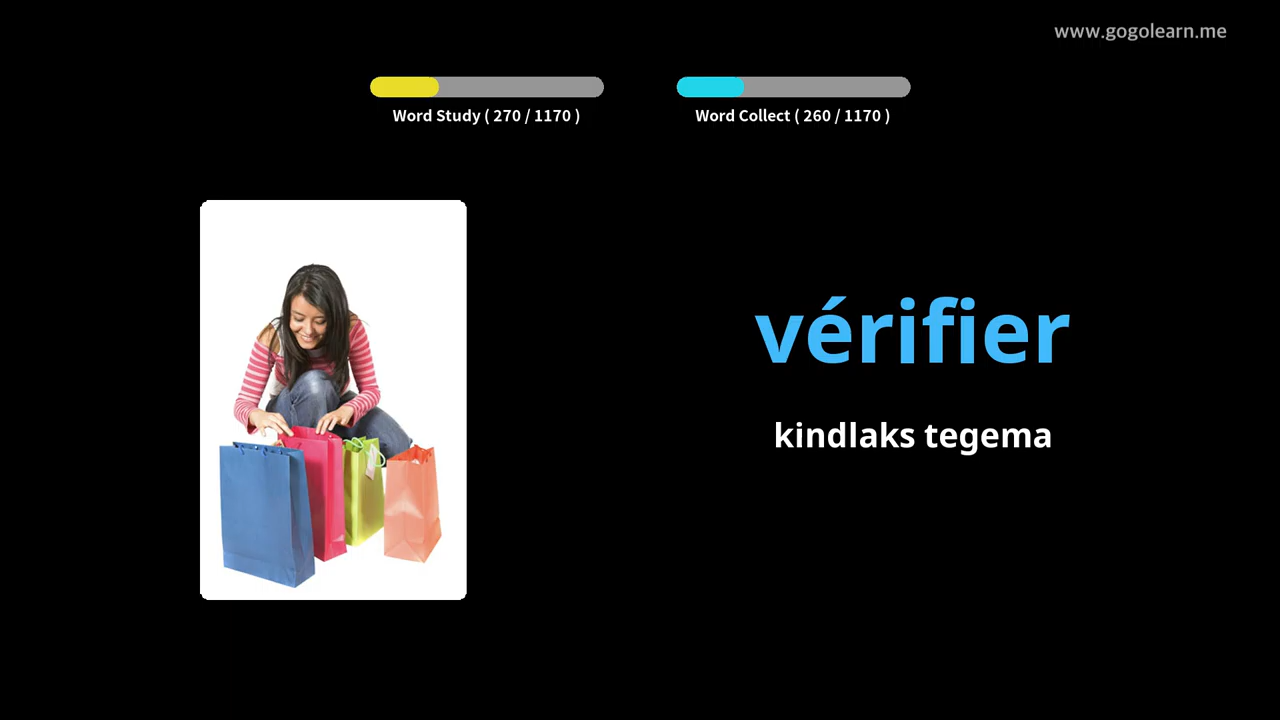 www.gogolearn.me
Word Study ( 270 / 1170 )
Word Collect ( 260 / 1170 )
vérifier
kindlaks tegema